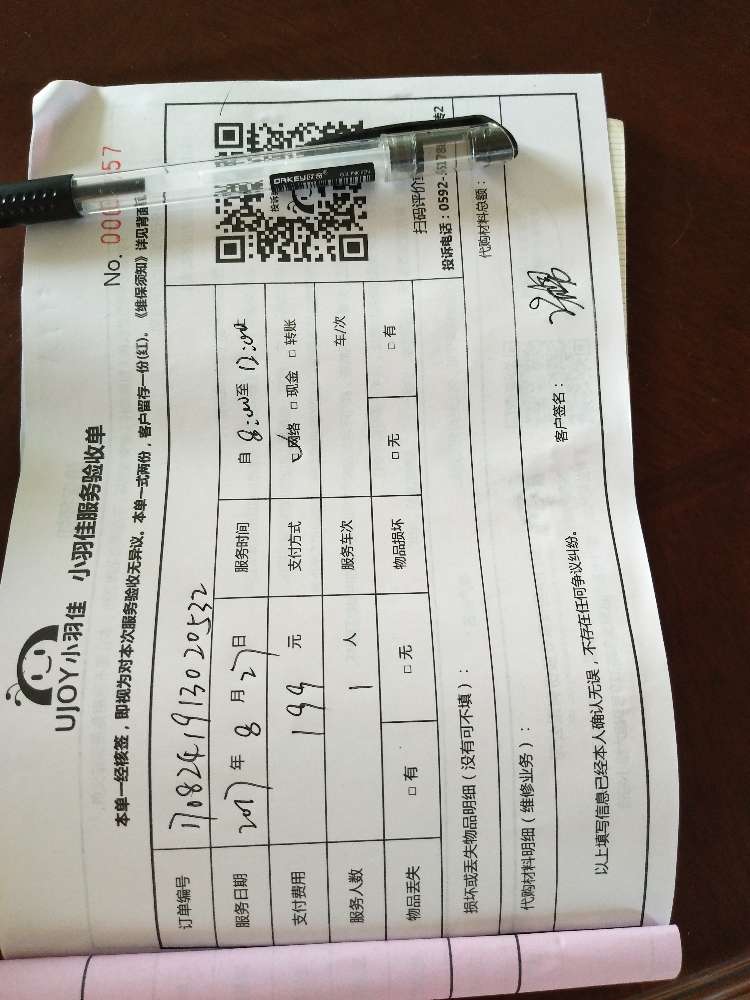 UJOY小羽佳 小羽佳服务验收单
No. 000 57
本单一经核签，即视为对本次服务验收无异议。本单一式两份，客户留存一份(红)。《维保须知》详见背面
订单编号 1708241913020532
服务日期 2017年 8 月 27 日 服务时间 自 8:00 至 12:00
支付费用 199 元 支付方式 □网络 □现金 □转账
服务人数 1 人 服务车次 车/次
物品丢失 □有 □无 物品损坏 □无 □有
ORKEY
扫码评价
投诉电话：0592-
转2
损坏或丢失物品明细（没有可不填）：
代购材料明细（维修业务）： 代购材料总额：
以上填写信息已经本人确认无误，不存在任何争议纠纷。 客户签名：